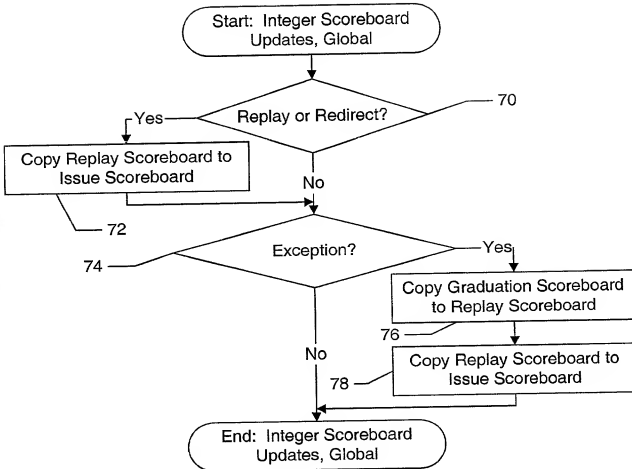 Start: Integer Scoreboard
Updates, Global
Replay or Redirect?
70
Yes
Copy Replay Scoreboard to
Issue Scoreboard
No
72
Exception?
74
Yes
Copy Graduation Scoreboard
to Replay Scoreboard
76
No
Copy Replay Scoreboard to
Issue Scoreboard
78
End: Integer Scoreboard
Updates, Global